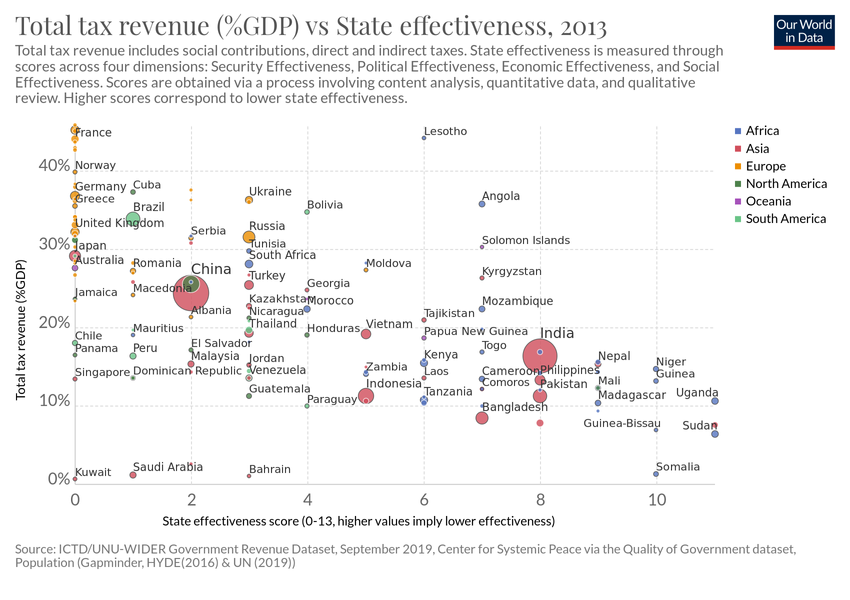 Total tax revenue (%GDP) vs State effectiveness, 2013
Our World
in Data
Total tax revenue includes social contributions, direct and indirect taxes. State effectiveness is measured through
scores across four dimensions: Security Effectiveness, Political Effectiveness, Economic Effectiveness, and Social
Effectiveness. Scores are obtained via a process involving content analysis, quantitative data, and qualitative
review. Higher scores correspond to lower state effectiveness.
Africa
Asia
Europe
North America
Oceania
South America
Total tax revenue (%GDP)
40%
30%
20%
10%
0%
France
Lesotho
Norway
Germany
Cuba
Ukraine
Angola
Greece
Brazil
Bolivia
United Kingdom
Serbia
Russia
Solomon Islands
Japan
Tunisia
Australia
South Africa
Romania
China
Moldova
Kyrgyzstan
Turkey
Georgia
Macedonia
Jamaica
Kazakhstan
Morocco
Mozambique
Albania
Nicaragua
Tajikistan
Mauritius
Thailand
Honduras
Vietnam
Papua New Guinea
India
Chile
El Salvador
Togo
Panama
Peru
Malaysia
Jordan
Kenya
Nepal
Niger
Singapore
Dominican Republic
Venezuela
Zambia
Laos
Cameroon
Philippines
Guinea
Guatemala
Indonesia
Comoros
Pakistan
Mali
Paraguay
Tanzania
Madagascar
Uganda
Bangladesh
Guinea-Bissau
Sudan
Kuwait
Saudi Arabia
Bahrain
Somalia
0
2
4
6
8
10
State effectiveness score (0-13, higher values imply lower effectiveness)
Source: ICTD/UNU-WIDER Government Revenue Dataset, September 2019, Center for Systemic Peace via the Quality of Government dataset,
Population (Gapminder, HYDE(2016) & UN (2019))